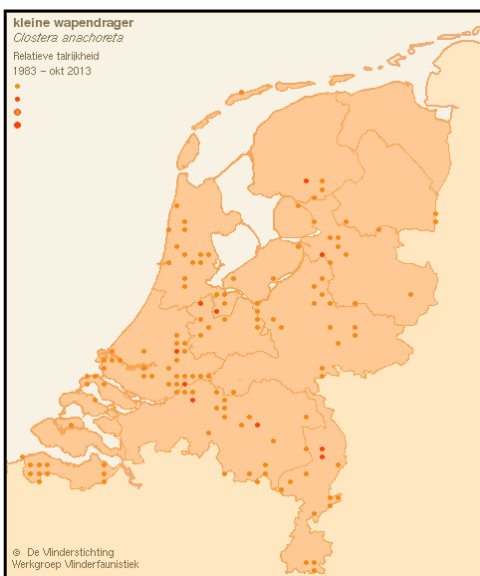 kleine wapendrager
Clostera anachoreta
Relatieve talrijkheid
1983 – okt 2013
© De Vlinderstichting
Werkgroep Vlinderfaunistiek